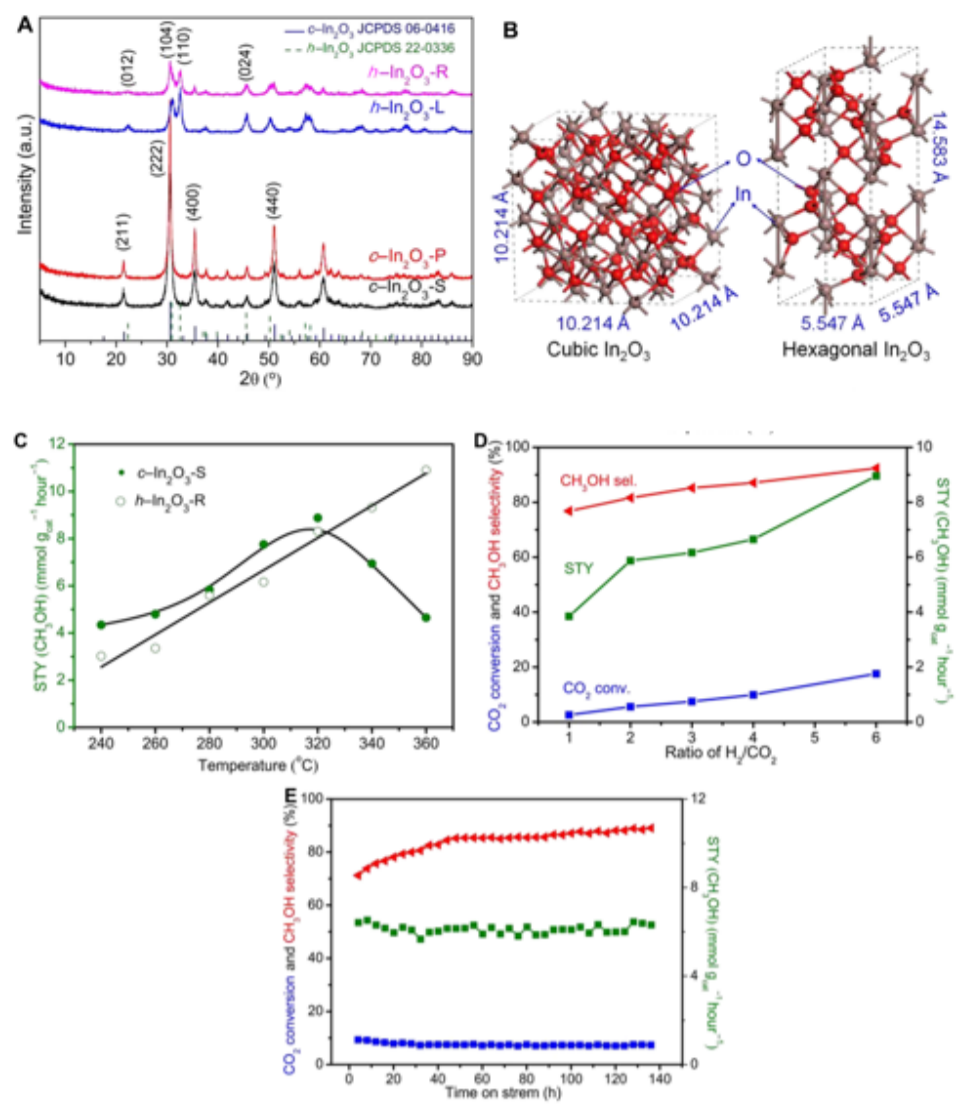 A
c–In₂O₃ JCPDS 06-0416
h–In₂O₃ JCPDS 22-0336
h–In₂O₃-R
h–In₂O₃-L
c–In₂O₃-P
c–In₂O₃-S
(012)
(104)
(110)
(024)
(222)
(211)
(400)
(440)
Intensity (a.u.)
10 20 30 40 50 60 70 80 90
2θ (º)
B
O
In
10.214 Å
10.214 Å
10.214 Å
14.583 Å
5.547 Å
5.547 Å
Cubic In₂O₃
Hexagonal In₂O₃
C
c–In₂O₃-S
h–In₂O₃-R
STY (CH₃OH) (mmol gcat⁻¹ hour⁻¹)
12
10
8
6
4
2
0
240 260 280 300 320 340 360
Temperature (°C)
D
CO₂ conversion and CH₃OH selectivity (%)
100
80
60
40
20
0
CH₃OH sel.
STY
CO₂ conv.
10
8
6
4
2
0
STY (CH₃OH) (mmol gcat⁻¹ hour⁻¹)
1 2 3 4 5 6
Ratio of H₂/CO₂
E
CO₂ conversion and CH₃OH selectivity (%)
100
80
60
40
20
0
12
8
4
0
STY (CH₃OH) (mmol gcat⁻¹ hour⁻¹)
0 20 40 60 80 100 120 140
Time on strem (h)